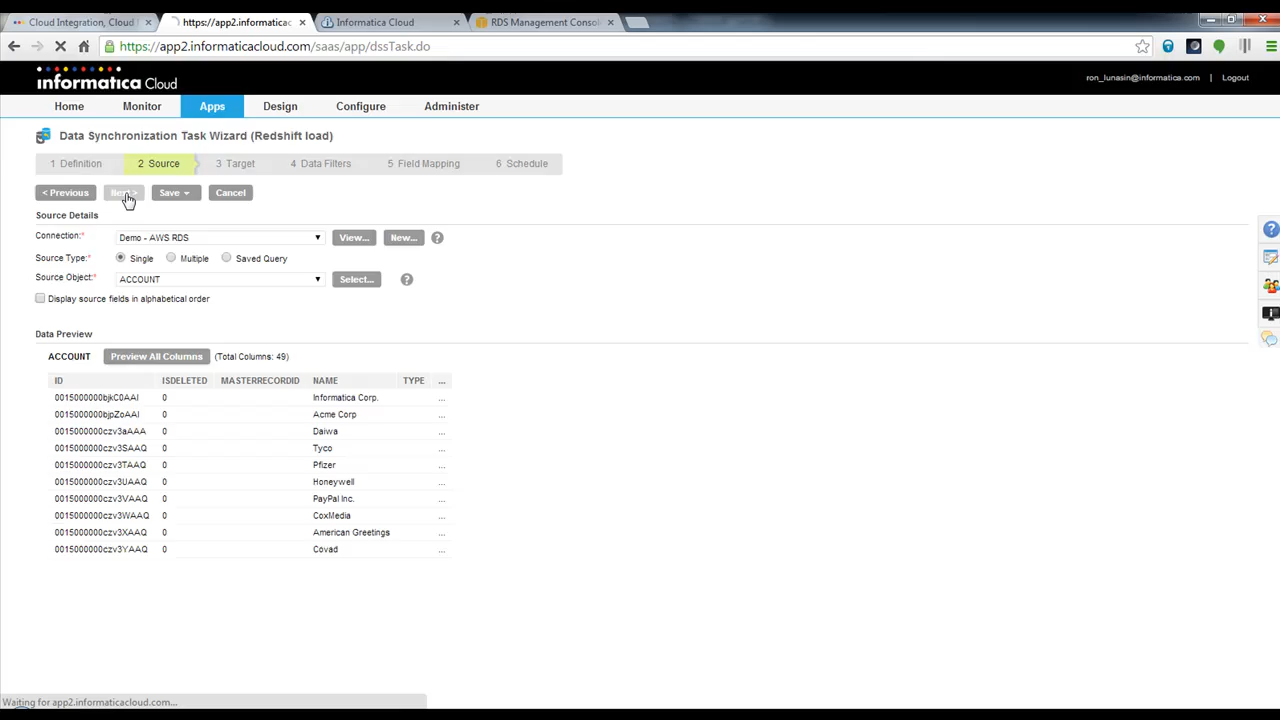 Cloud Integration, Cloud
https://app2.informaticac
Informatica Cloud
RDS Management Consol
https://app2.informaticacloud.com/saas/app/dssTask.do
informatica Cloud
ron_lunasin@informatica.com | Logout
Home Monitor Apps Design Configure Administer
Data Synchronization Task Wizard (Redshift load)
1 Definition 2 Source 3 Target 4 Data Filters 5 Field Mapping 6 Schedule
< Previous Next > Save Cancel
Source Details
Connection:* Demo - AWS RDS View... New... ?
Source Type:* Single Multiple Saved Query
Source Object:* ACCOUNT Select... ?
Display source fields in alphabetical order
Data Preview
ACCOUNT Preview All Columns (Total Columns: 49)
ID ISDELETED MASTERRECORDID NAME TYPE ...
0015000000bjkC0AAI 0 Informatica Corp. ...
0015000000bjpZoAAI 0 Acme Corp ...
0015000000czv3aAAA 0 Daiwa ...
0015000000czv3SAAQ 0 Tyco ...
0015000000czv3TAAQ 0 Pfizer ...
0015000000czv3UAAQ 0 Honeywell ...
0015000000czv3VAAQ 0 PayPal Inc. ...
0015000000czv3WAAQ 0 CoxMedia ...
0015000000czv3XAAQ 0 American Greetings ...
0015000000czv3YAAQ 0 Covad ...
Waiting for app2.informaticacloud.com...